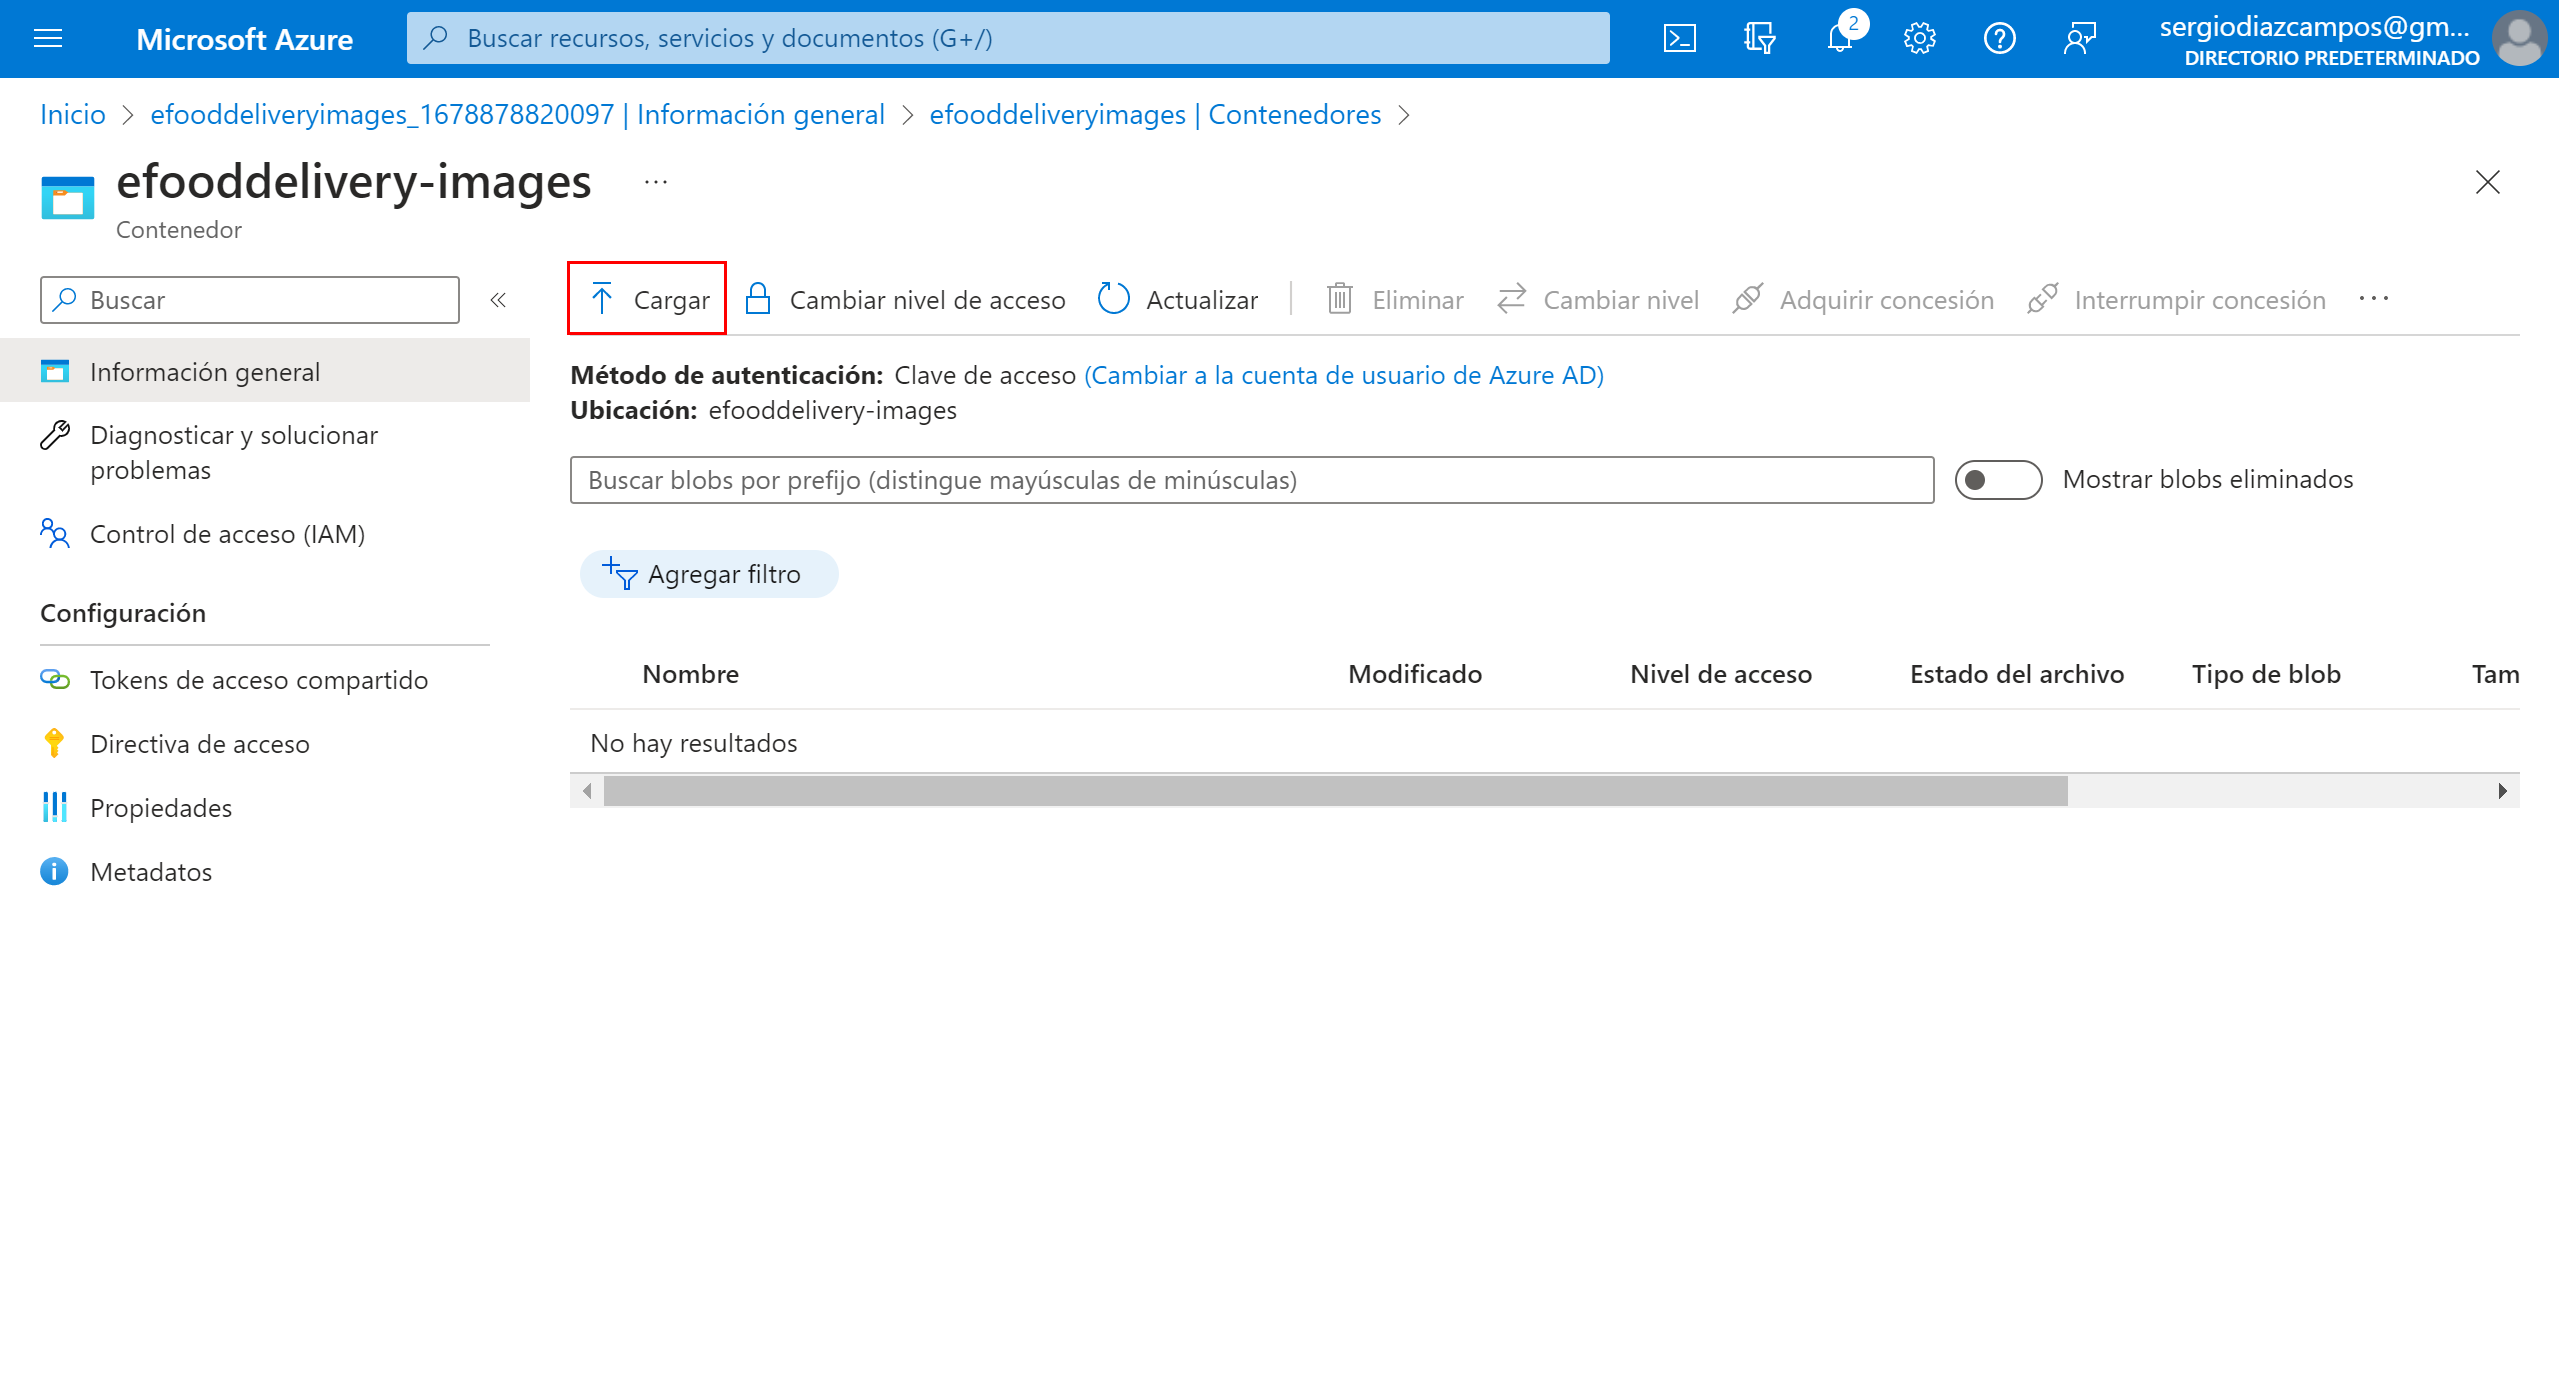 Microsoft Azure
Buscar recursos, servicios y documentos (G+/)
2
sergiodiazcampos@gm...
DIRECTORIO PREDETERMINADO
Inicio > efooddeliveryimages_1678878820097 | Información general > efooddeliveryimages | Contenedores >
efooddelivery-images ...
Contenedor
Buscar
«
Información general
Diagnosticar y solucionar
problemas
Control de acceso (IAM)
Configuración
Tokens de acceso compartido
Directiva de acceso
Propiedades
Metadatos
Cargar Cambiar nivel de acceso Actualizar Eliminar Cambiar nivel Adquirir concesión Interrumpir concesión ...
Método de autenticación: Clave de acceso (Cambiar a la cuenta de usuario de Azure AD)
Ubicación: efooddelivery-images
Buscar blobs por prefijo (distingue mayúsculas de minúsculas)
Mostrar blobs eliminados
Agregar filtro
Nombre Modificado Nivel de acceso Estado del archivo Tipo de blob Tam
No hay resultados